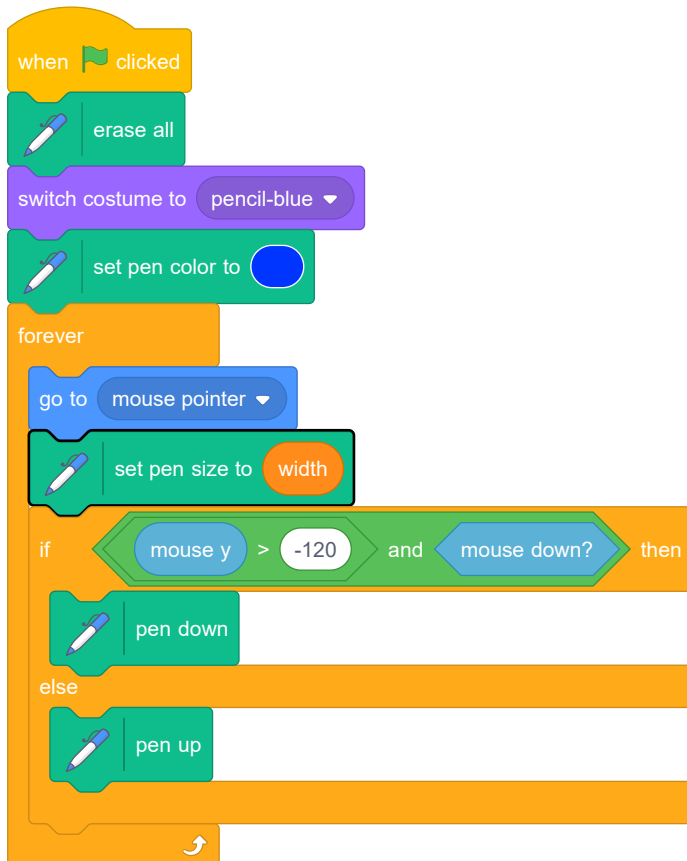 when clicked
erase all
switch costume to pencil-blue
set pen color to
forever
go to mouse pointer
set pen size to width
if mouse y > -120 and mouse down? then
pen down
else
pen up